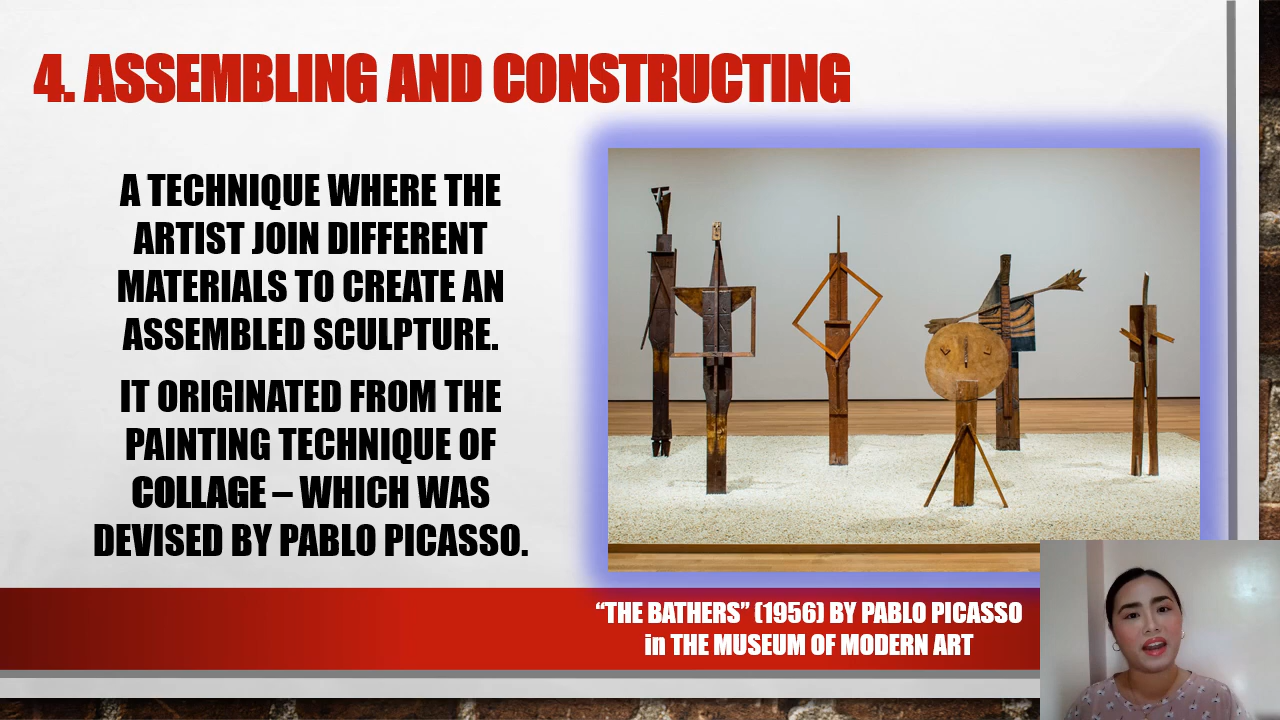 4. ASSEMBLING AND CONSTRUCTING
A TECHNIQUE WHERE THE
ARTIST JOIN DIFFERENT
MATERIALS TO CREATE AN
ASSEMBLED SCULPTURE.
IT ORIGINATED FROM THE
PAINTING TECHNIQUE OF
COLLAGE – WHICH WAS
DEVISED BY PABLO PICASSO.
“THE BATHERS” (1956) BY PABLO PICASSO
in THE MUSEUM OF MODERN ART